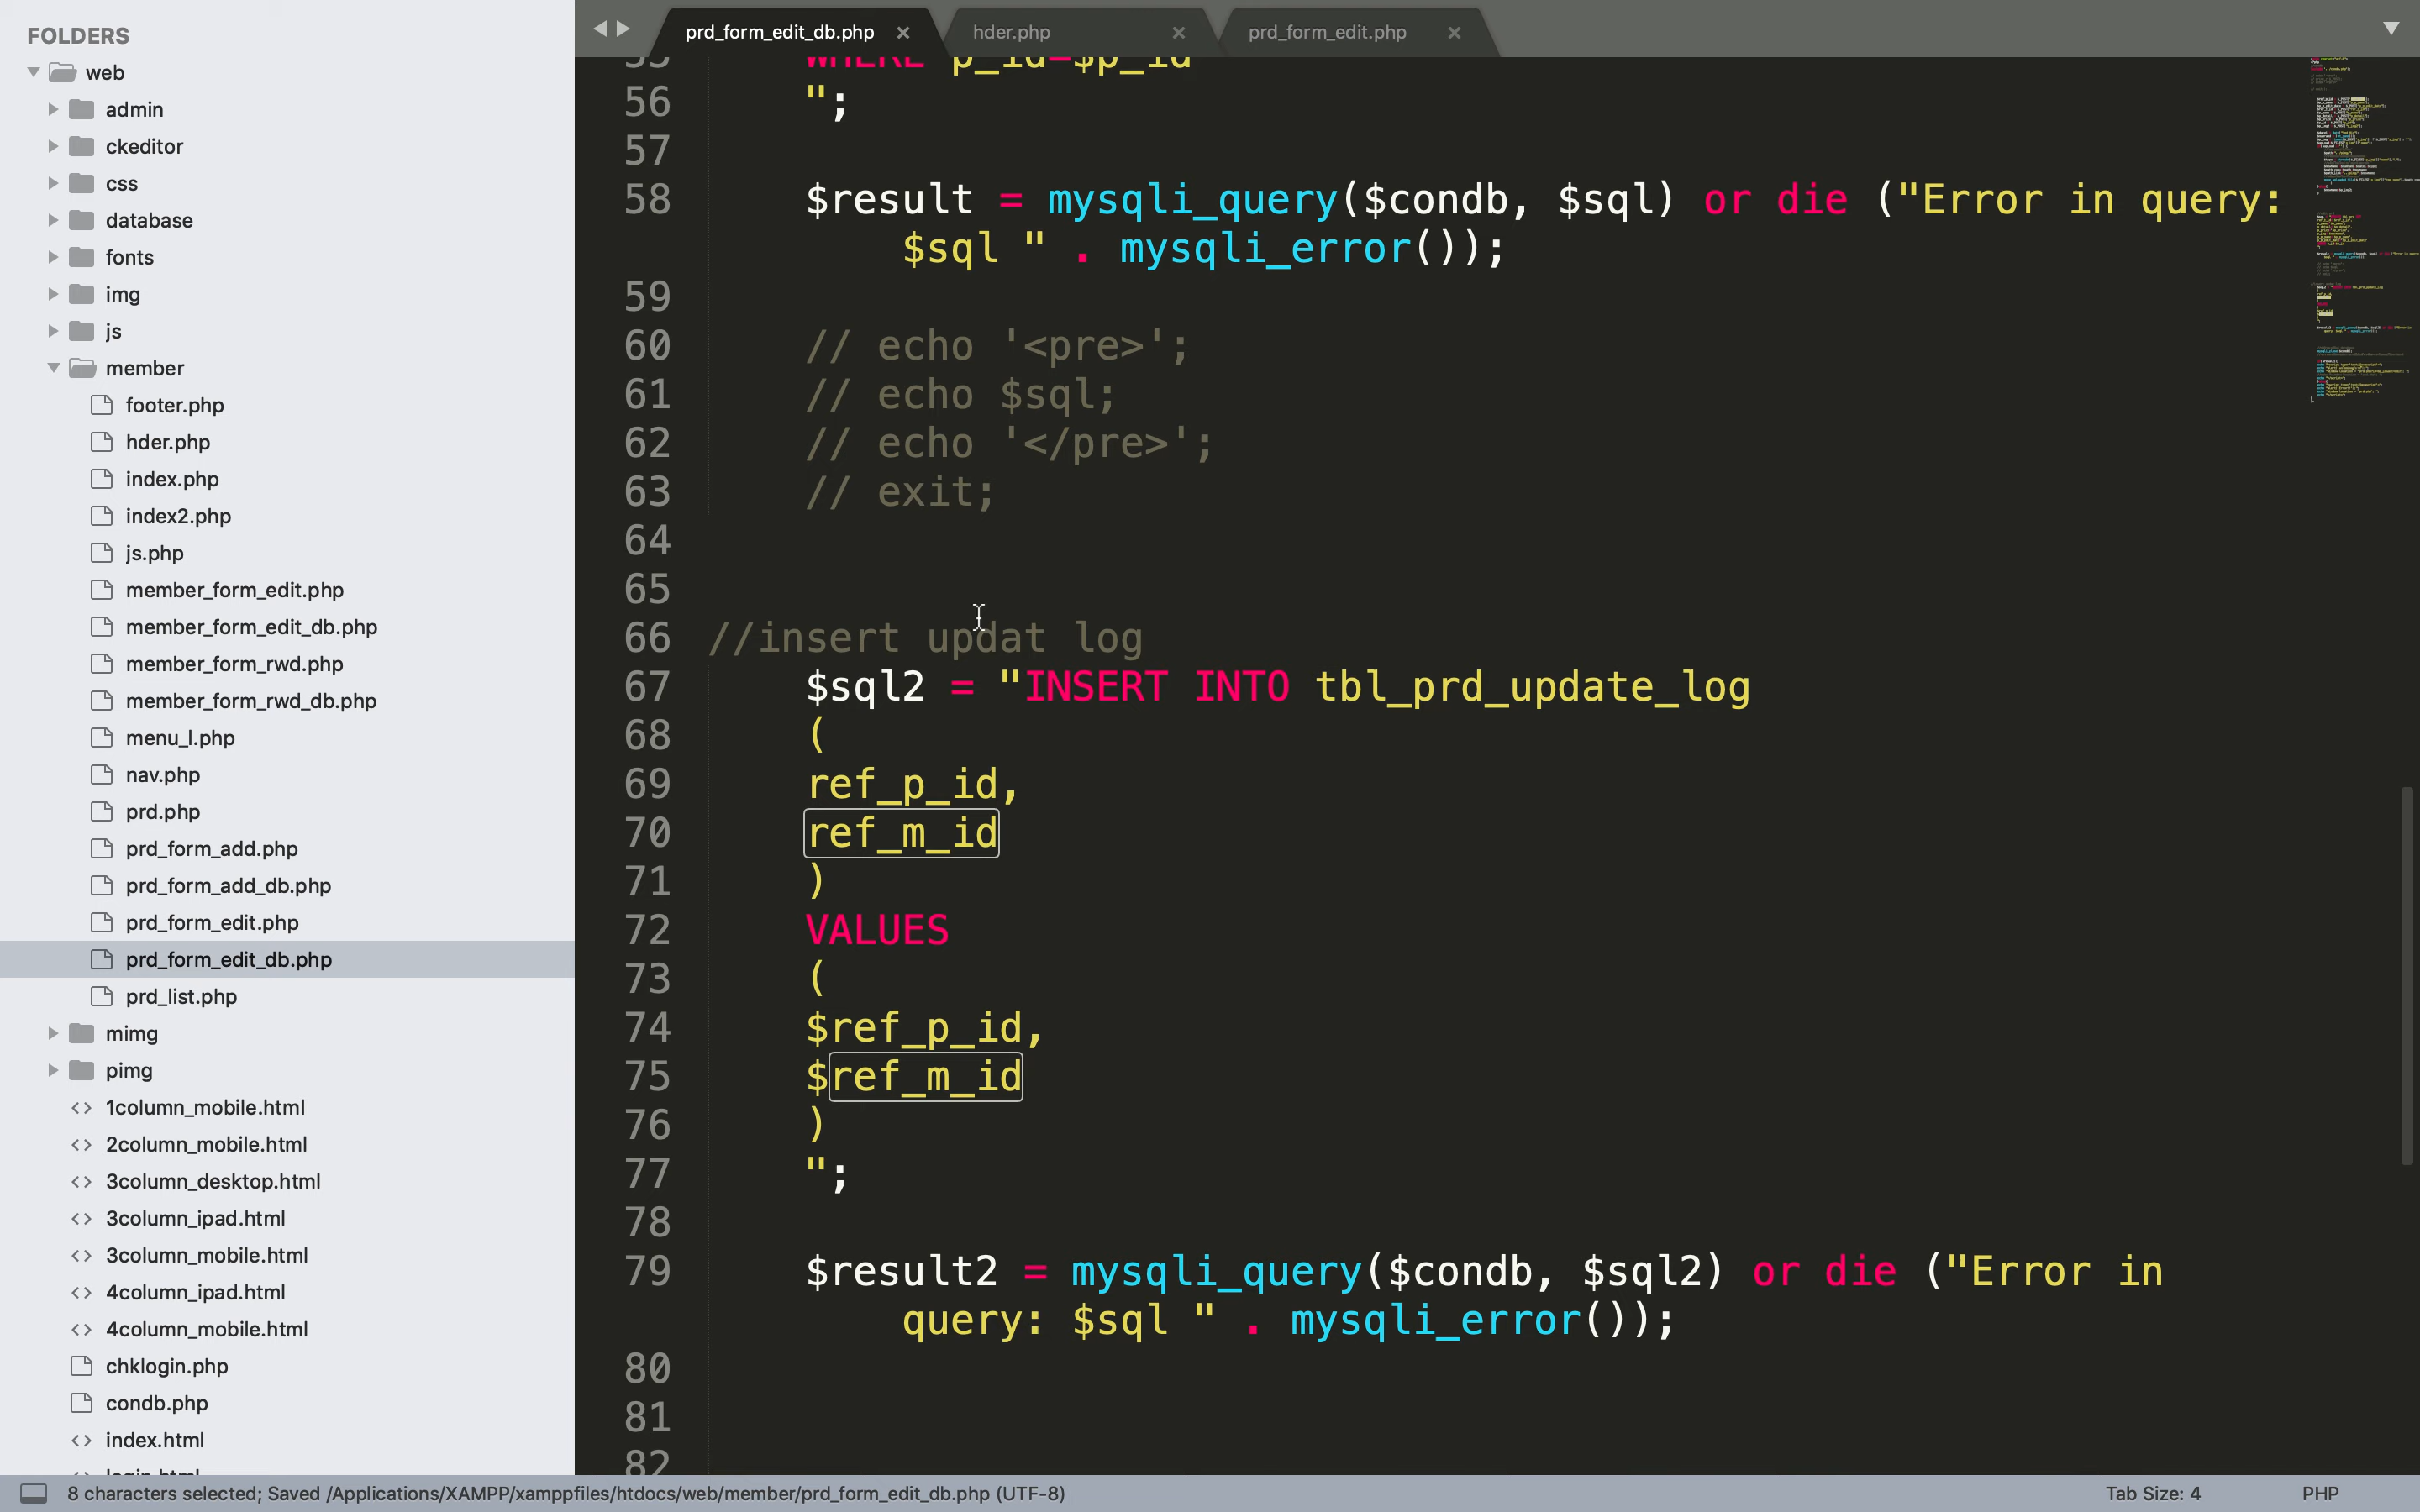 FOLDERS
web
admin
ckeditor
css
database
fonts
img
js
member
footer.php
hder.php
index.php
index2.php
js.php
member_form_edit.php
member_form_edit_db.php
member_form_rwd.php
member_form_rwd_db.php
menu_l.php
nav.php
prd.php
prd_form_add.php
prd_form_add_db.php
prd_form_edit.php
prd_form_edit_db.php
prd_list.php
mimg
pimg
1column_mobile.html
2column_mobile.html
3column_desktop.html
3column_ipad.html
3column_mobile.html
4column_ipad.html
4column_mobile.html
chklogin.php
condb.php
index.html
login.html
prd_form_edit_db.php × hder.php × prd_form_edit.php ×
55 WHERE p_id=$p_id
56 ";
57
58 $result = mysqli_query($condb, $sql) or die ("Error in query:
$sql " . mysqli_error());
59
60 // echo '<pre>';
61 // echo $sql;
62 // echo '</pre>';
63 // exit;
64
65
66 //insert updat log
67 $sql2 = "INSERT INTO tbl_prd_update_log
68 (
69 ref_p_id,
70 ref_m_id
71 )
72 VALUES
73 (
74 $ref_p_id,
75 $ref_m_id
76 )
77 ";
78
79 $result2 = mysqli_query($condb, $sql2) or die ("Error in
query: $sql " . mysqli_error());
80
81
82
8 characters selected; Saved /Applications/XAMPP/xamppfiles/htdocs/web/member/prd_form_edit_db.php (UTF-8)
Tab Size: 4
PHP